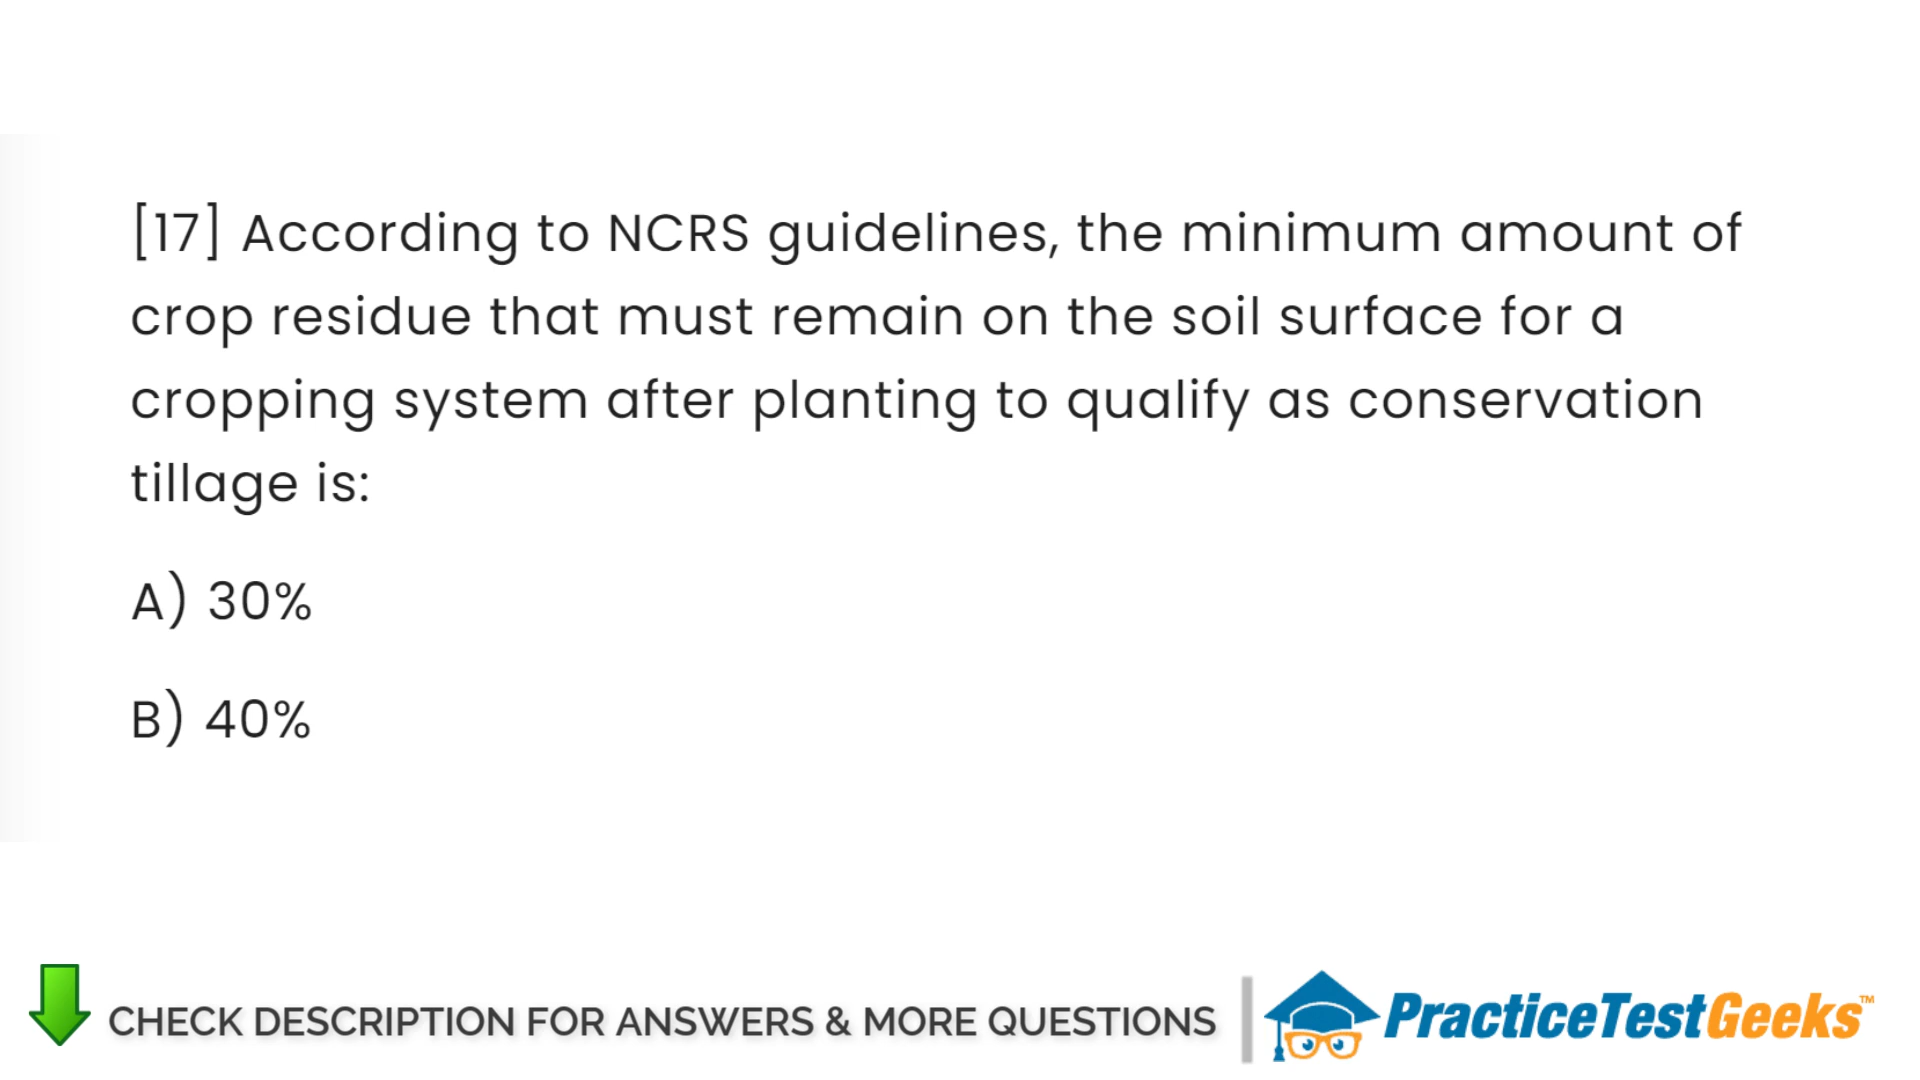 [17] According to NCRS guidelines, the minimum amount of
crop residue that must remain on the soil surface for a
cropping system after planting to qualify as conservation
tillage is:
A) 30%
B) 40%
CHECK DESCRIPTION FOR ANSWERS & MORE QUESTIONS
PracticeTestGeeks™